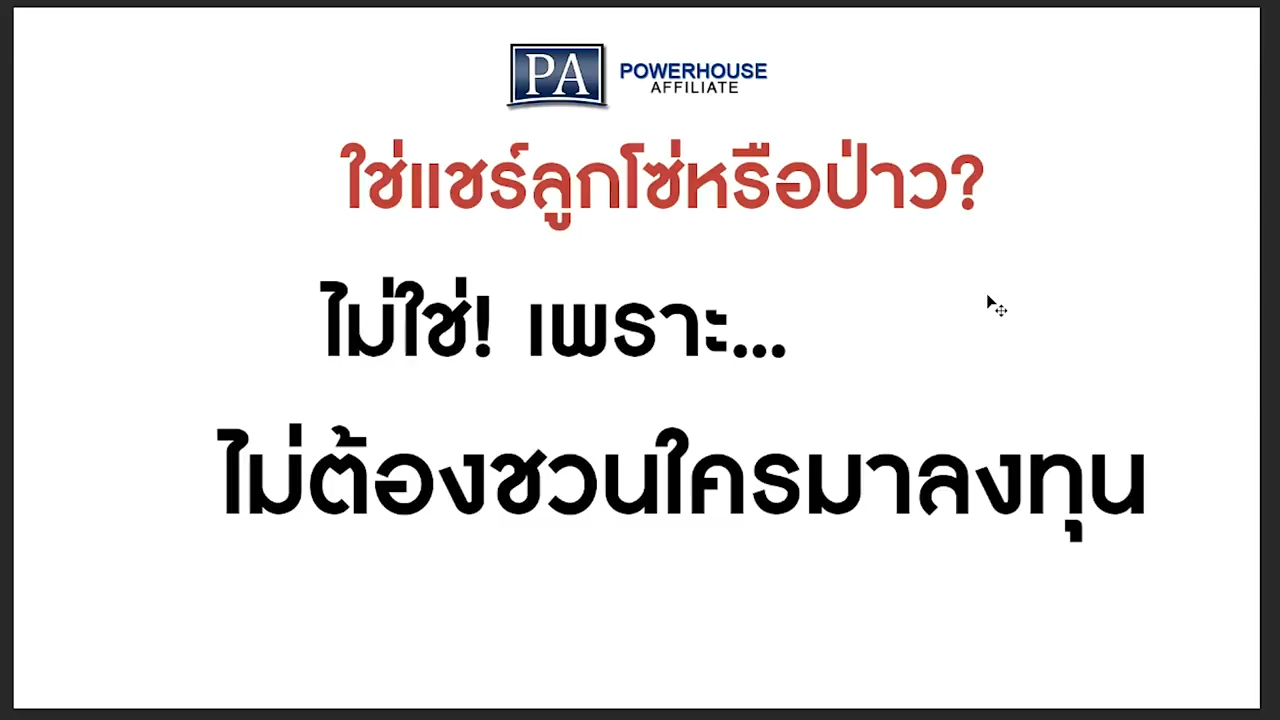 PA
POWERHOUSE
AFFILIATE
ใช่แชร์ลูกโซ่หรือป่าว?
ไม่ใช่! เพราะ...
ไม่ต้องชวนใครมาลงทุน